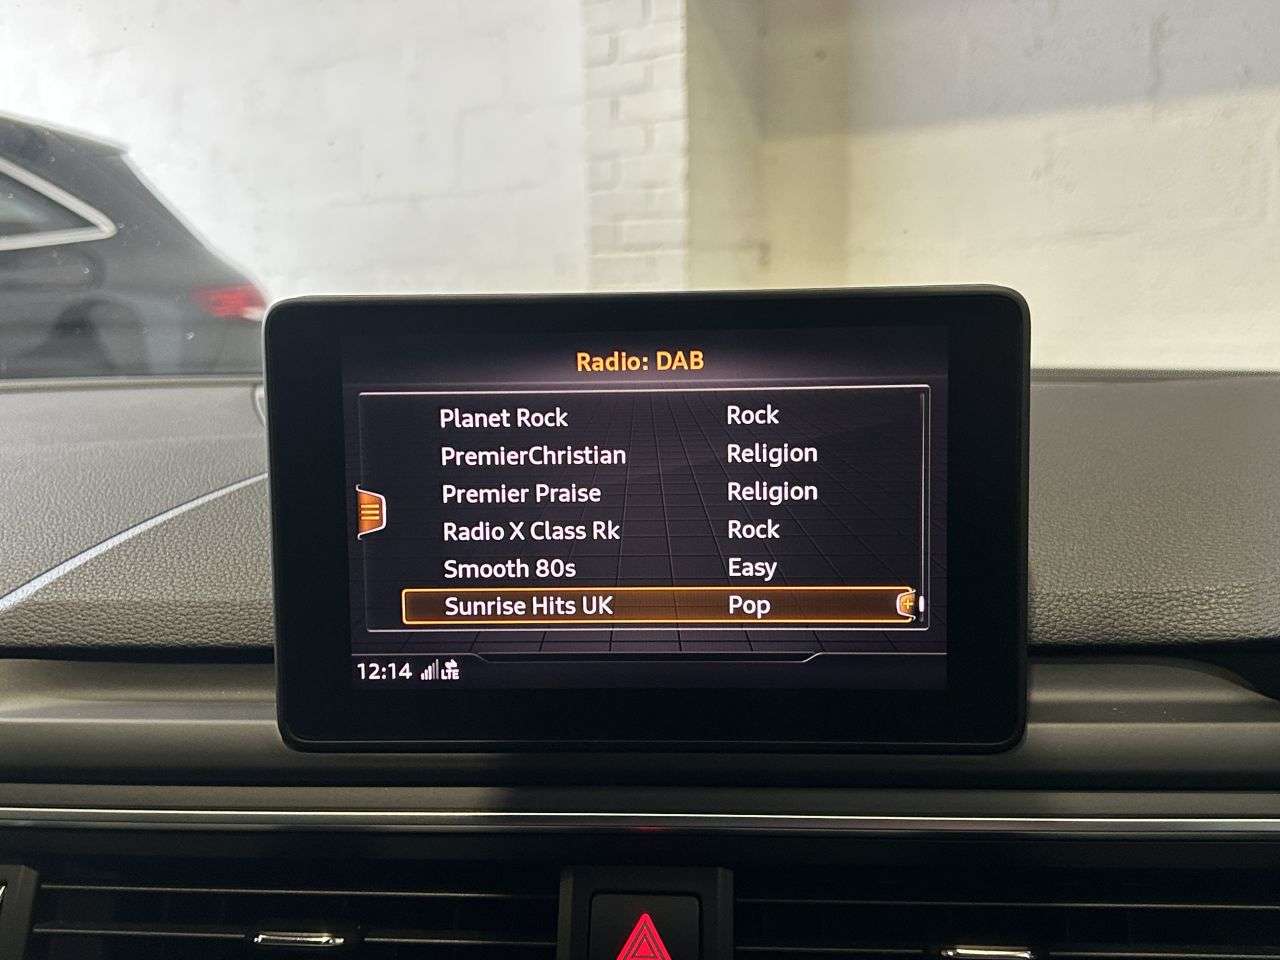 Radio: DAB
Planet Rock Rock
PremierChristian Religion
Premier Praise Religion
Radio X Class Rk Rock
Smooth 80s Easy
Sunrise Hits UK Pop
12:14 LTE